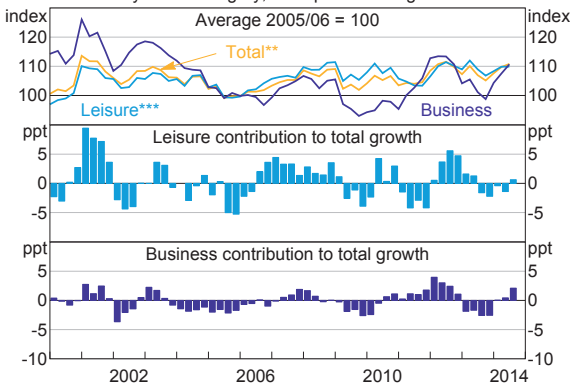 index Average 2005/06 = 100 index
120 120
110 Total** 110
100 100
Leisure*** Business
ppt Leisure contribution to total growth ppt
5 5
0 0
-5 -5
ppt Business contribution to total growth ppt
5 5
0 0
-5 -5
-10 -10
2002 2006 2010 2014